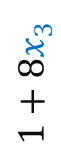 1 + 8x₃